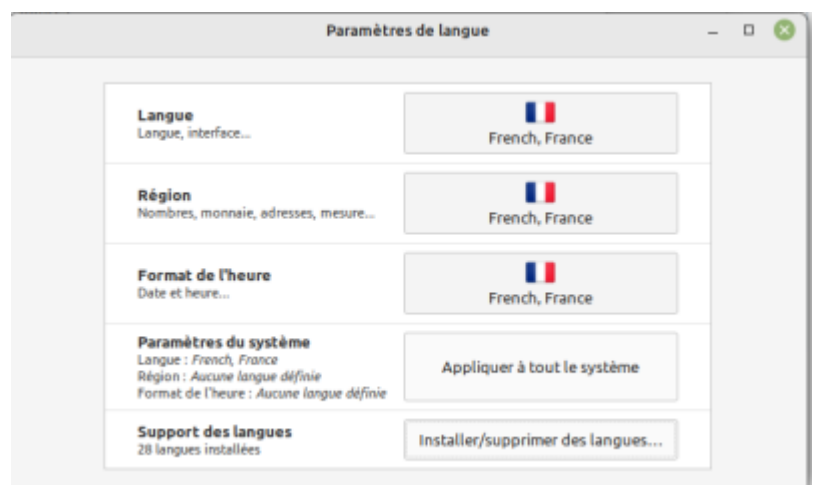 Paramètres de langue
Langue
Langue, interface...
French, France
Région
Nombres, monnaie, adresses, mesure...
French, France
Format de l'heure
Date et heure...
French, France
Paramètres du système
Langue : French, France
Région : Aucune langue définie
Format de l'heure : Aucune langue définie
Appliquer à tout le système
Support des langues
28 langues installées
Installer/supprimer des langues...